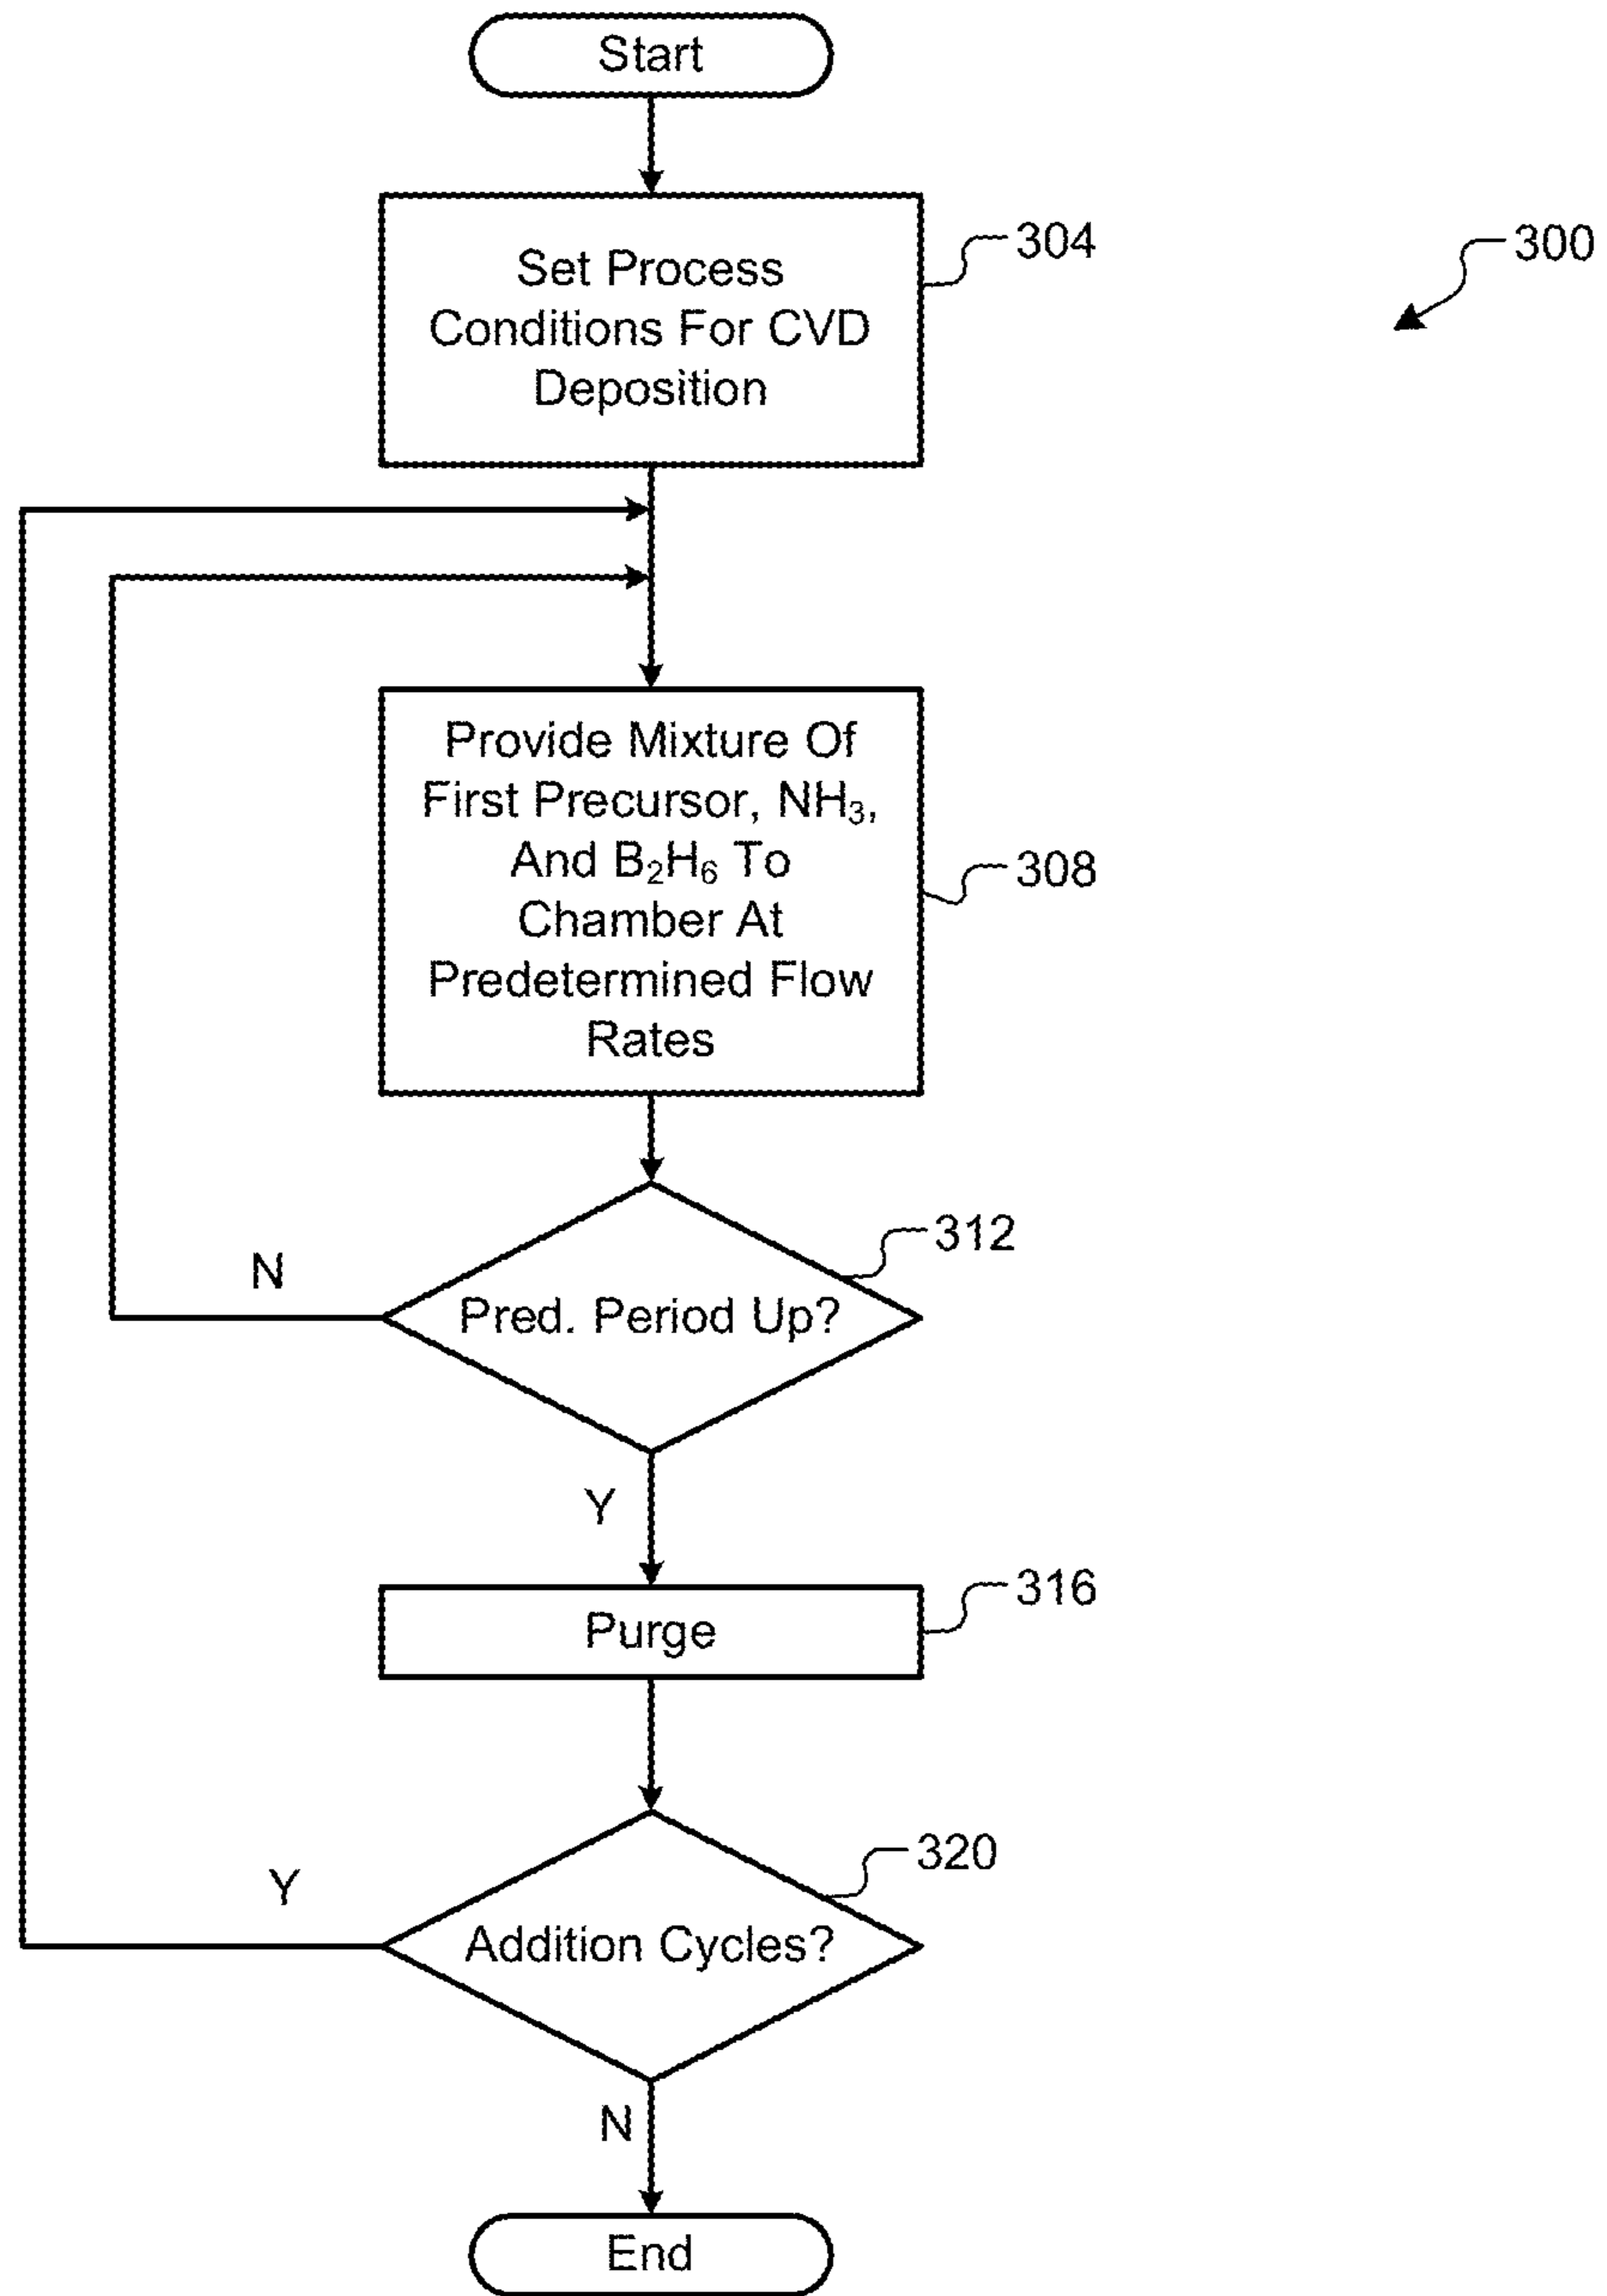 Start
Set Process
Conditions For CVD
Deposition
304
300
Provide Mixture Of
First Precursor, NH₃,
And B₂H₆ To
Chamber At
Predetermined Flow
Rates
308
312
N
Pred. Period Up?
Y
316
Purge
320
Y
Addition Cycles?
N
End